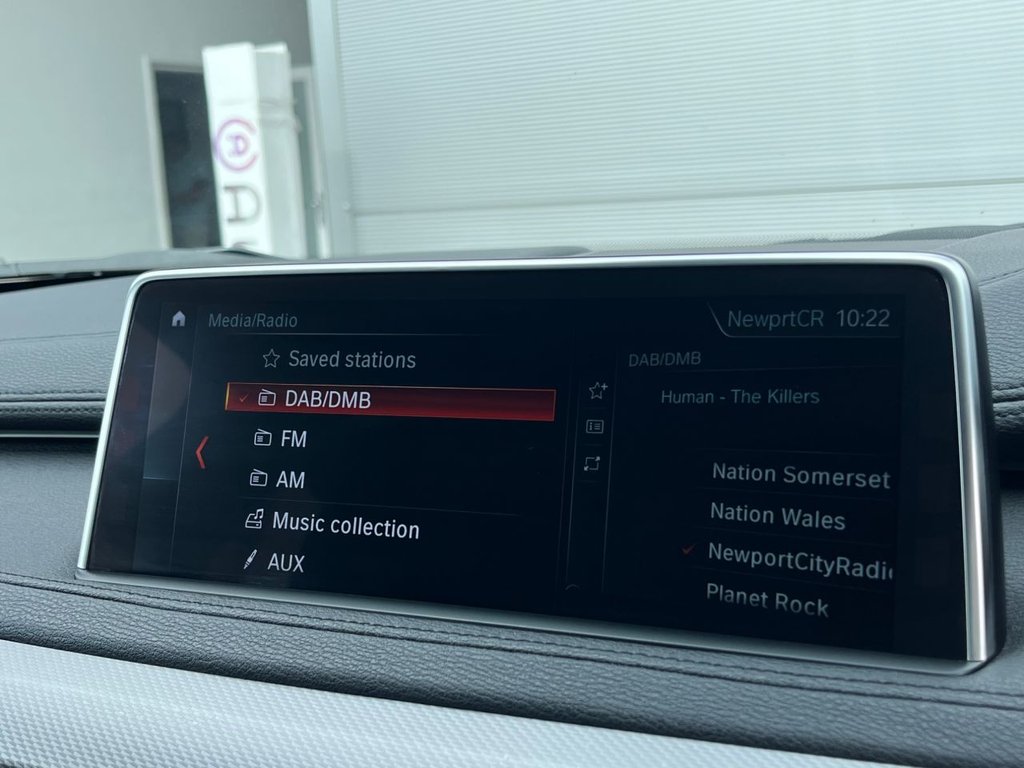 Media/Radio
NewprtCR 10:22
Saved stations
DAB/DMB
FM
AM
Music collection
AUX
DAB/DMB
Human - The Killers
Nation Somerset
Nation Wales
NewportCityRadi
Planet Rock